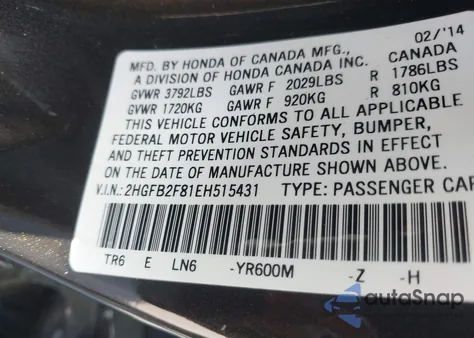 02/'14
MFD. BY HONDA OF CANADA MFG., CANADA
A DIVISION OF HONDA CANADA INC.
GVWR 3792LBS GAWR F 2029LBS R 1786LBS
GVWR 1720KG GAWR F 920KG R 810KG
THIS VEHICLE CONFORMS TO ALL APPLICABLE
FEDERAL MOTOR VEHICLE SAFETY, BUMPER,
AND THEFT PREVENTION STANDARDS IN EFFECT
ON THE DATE OF MANUFACTURE SHOWN ABOVE.
V.I.N.: 2HGFB2F81EH515431 TYPE: PASSENGER CAR
TR6 E LN6 -YR600M -Z -H
autoSnap